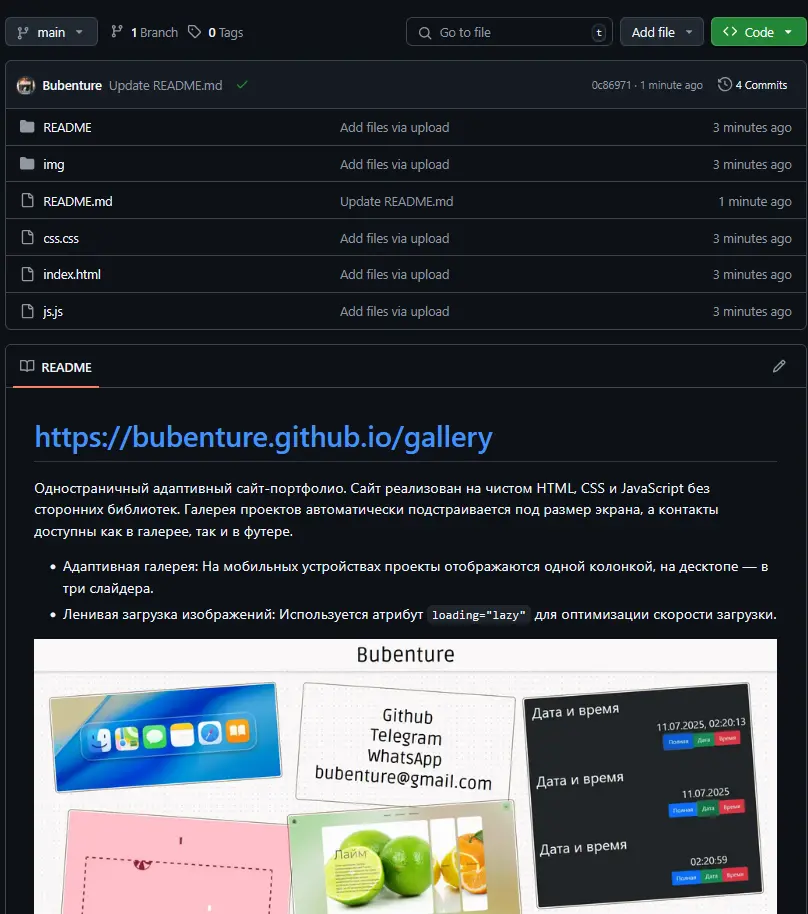 main
1 Branch
0 Tags
Go to file
t
Add file
Code
Bubenture Update README.md
0c86971 · 1 minute ago
4 Commits
README Add files via upload 3 minutes ago
img Add files via upload 3 minutes ago
README.md Update README.md 1 minute ago
css.css Add files via upload 3 minutes ago
index.html Add files via upload 3 minutes ago
js.js Add files via upload 3 minutes ago
README
https://bubenture.github.io/gallery
Одностраничный адаптивный сайт-портфолио. Сайт реализован на чистом HTML, CSS и JavaScript без
сторонних библиотек. Галерея проектов автоматически подстраивается под размер экрана, а контакты
доступны как в галерее, так и в футере.
• Адаптивная галерея: На мобильных устройствах проекты отображаются одной колонкой, на десктопе — в
три слайдера.
• Ленивая загрузка изображений: Используется атрибут loading="lazy" для оптимизации скорости загрузки.
Bubenture
Github
Telegram
WhatsApp
bubenture@gmail.com
Дата и время
11.07.2025, 02:20:13
Полная Дата Время
Дата и время
11.07.2025
Полная Дата Время
Дата и время
02:20:59
Полная Дата Время
Лайм